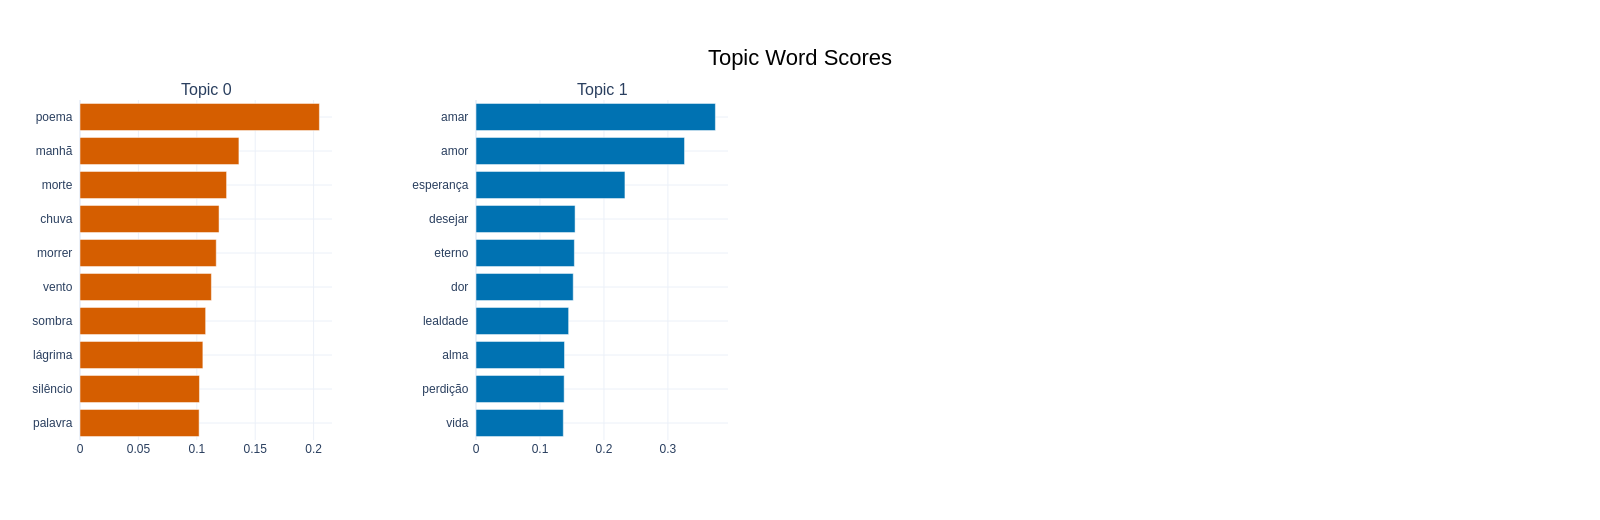 Topic Word Scores
Topic 0
poema
manhã
morte
chuva
morrer
vento
sombra
lágrima
silêncio
palavra
0 0.05 0.1 0.15 0.2
Topic 1
amar
amor
esperança
desejar
eterno
dor
lealdade
alma
perdição
vida
0 0.1 0.2 0.3